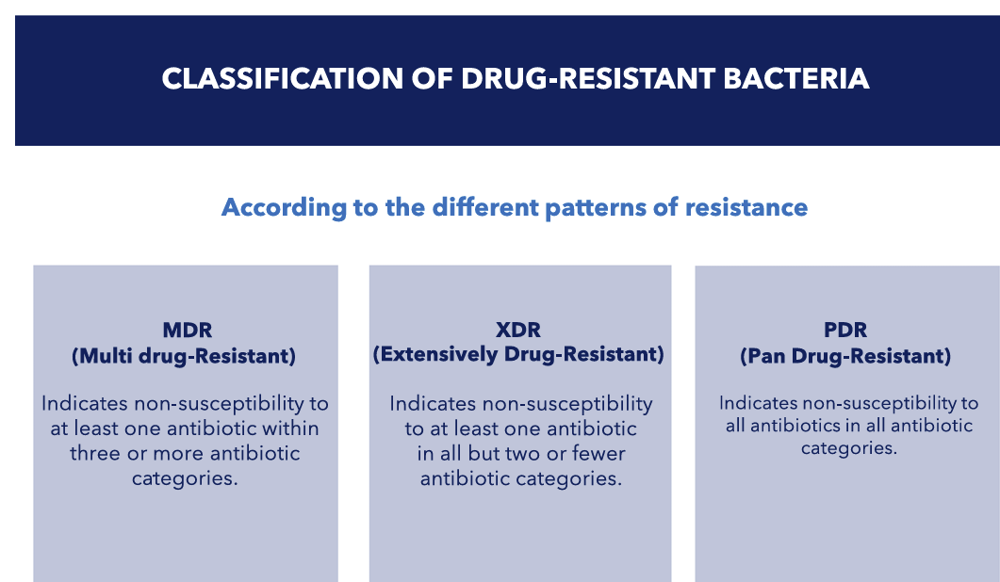 CLASSIFICATION OF DRUG-RESISTANT BACTERIA
According to the different patterns of resistance
MDR
(Multi drug-Resistant)
Indicates non-susceptibility to
at least one antibiotic within
three or more antibiotic
categories.
XDR
(Extensively Drug-Resistant)
Indicates non-susceptibility
to at least one antibiotic
in all but two or fewer
antibiotic categories.
PDR
(Pan Drug-Resistant)
Indicates non-susceptibility to
all antibiotics in all antibiotic
categories.